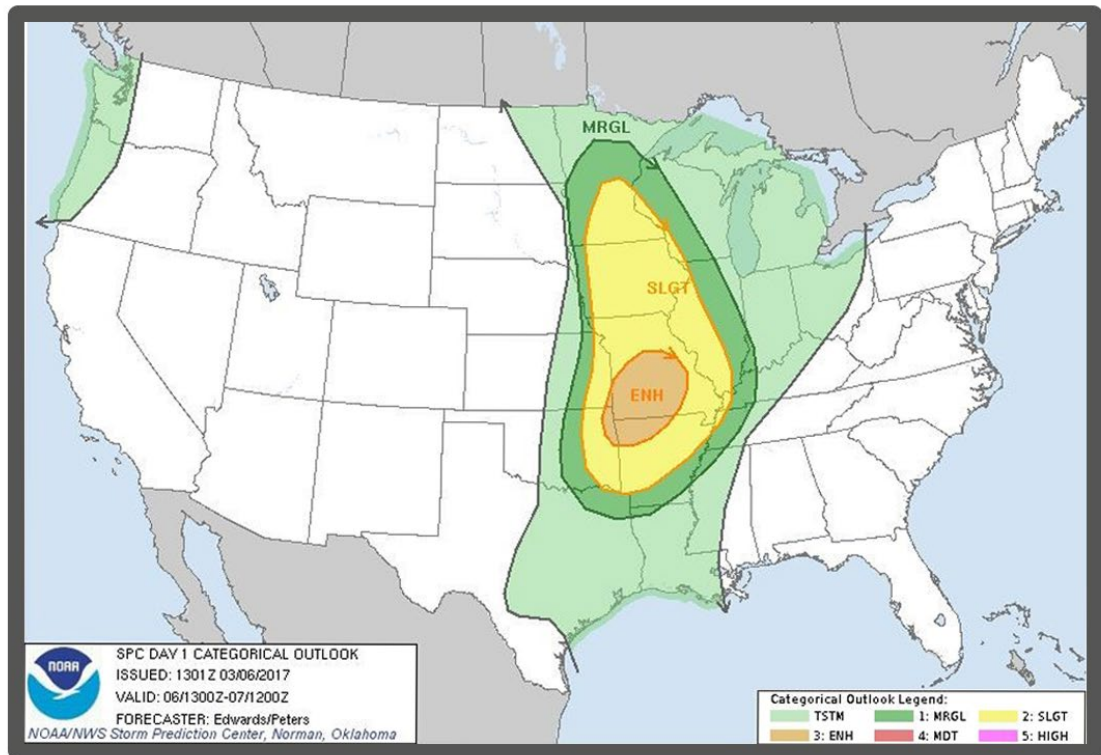 MRGL
SLGT
ENH
NOAA
SPC DAY 1 CATEGORICAL OUTLOOK
ISSUED: 1301Z 03/06/2017
VALID: 06/1300Z-07/1200Z
FORECASTER: Edwards/Peters
NOAA/NWS Storm Prediction Center, Norman, Oklahoma
Categorical Outlook Legend:
TSTM 1: MRGL 2: SLGT
3: ENH 4: MDT 5: HIGH